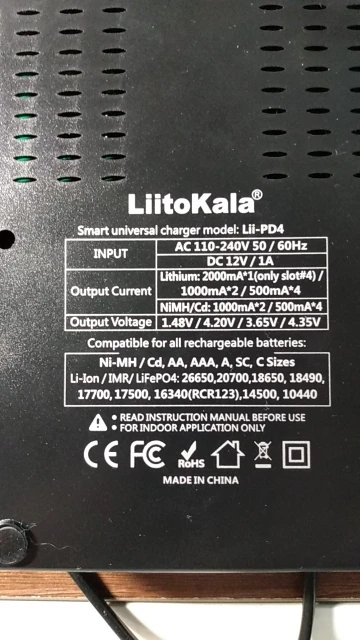 LiitoKala®
Smart universal charger model: Lii-PD4
INPUT
AC 110-240V 50 / 60Hz
DC 12V / 1A
Output Current
Lithium: 2000mA*1(only slot#4) /
1000mA*2 / 500mA*4
NiMH/Cd: 1000mA*2 / 500mA*4
Output Voltage
1.48V / 4.20V / 3.65V / 4.35V
Compatible for all rechargeable batteries:
Ni-MH / Cd, AA, AAA, A, SC, C Sizes
Li-Ion / IMR/ LiFePO4: 26650,20700,18650, 18490,
17700, 17500, 16340(RCR123),14500, 10440
• READ INSTRUCTION MANUAL BEFORE USE
• FOR INDOOR APPLICATION ONLY
CE FC RoHS
MADE IN CHINA